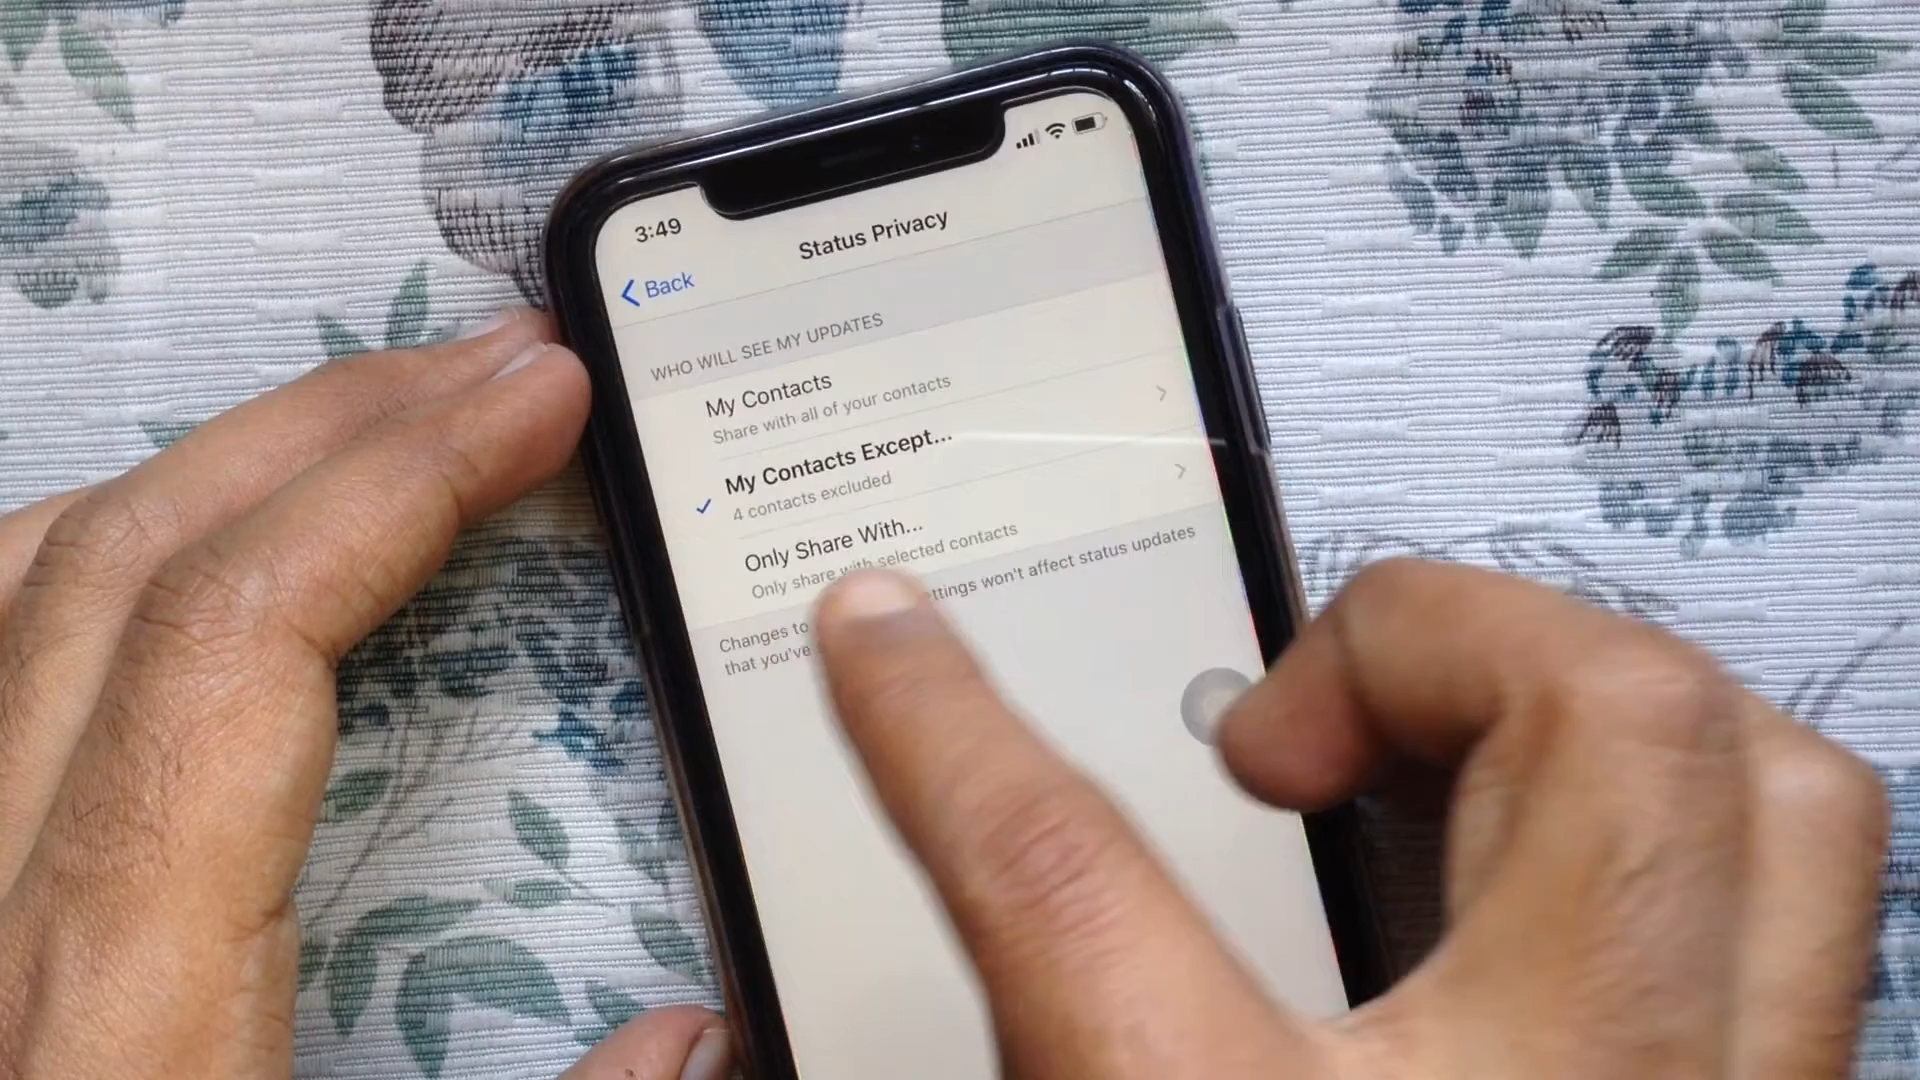 3:49
Status Privacy
Back
WHO WILL SEE MY UPDATES
My Contacts
Share with all of your contacts
My Contacts Except...
4 contacts excluded
Only Share With...
Only share with selected contacts
Changes to ttings won't affect status updates
that you've